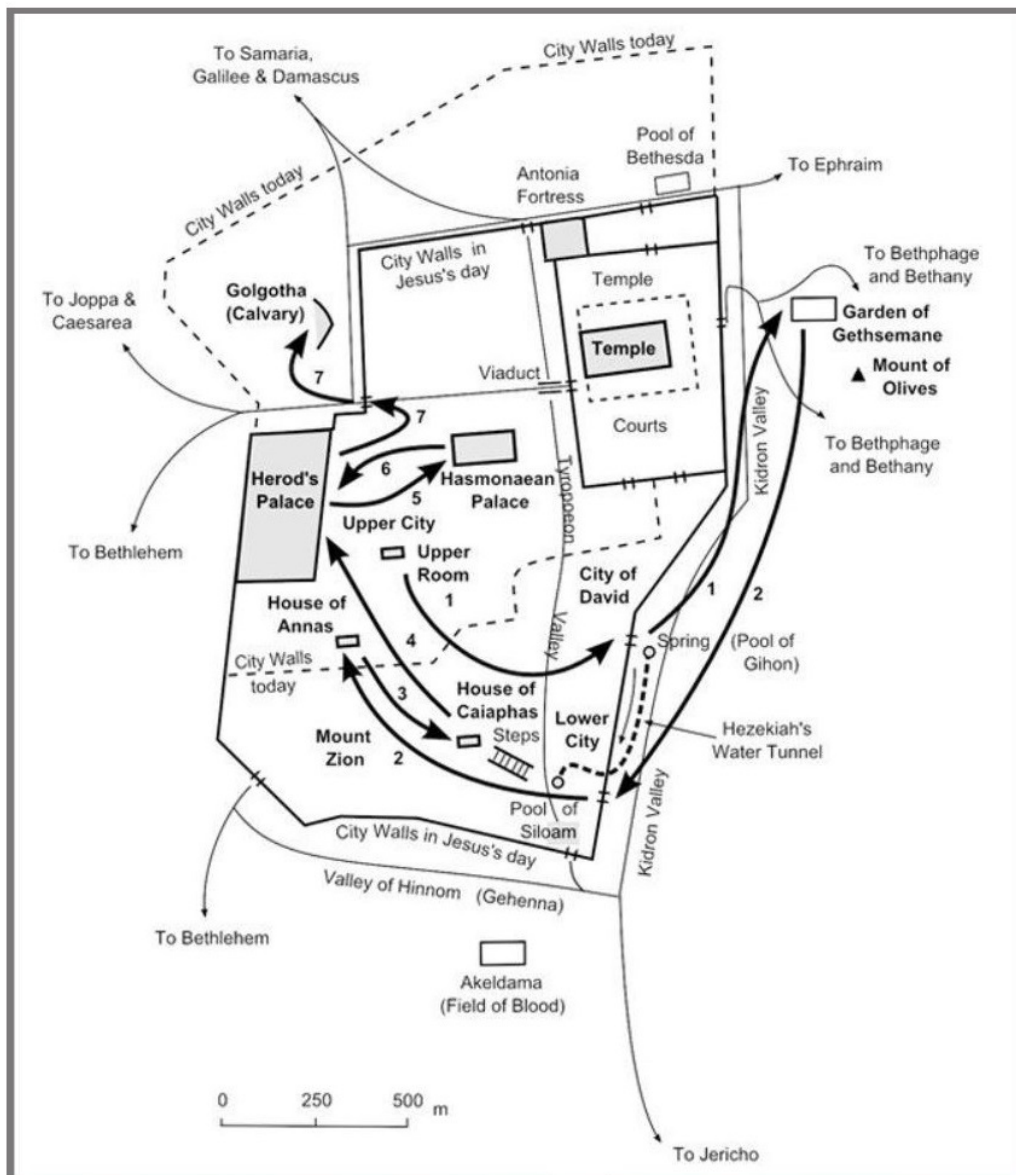 To Samaria,
Galilee & Damascus
City Walls today
Pool of
Bethesda
To Ephraim
Antonia
Fortress
City Walls today
City Walls in
Jesus's day
Temple
To Bethphage
and Bethany
To Joppa &
Caesarea
Golgotha
(Calvary)
Garden of
Gethsemane
Temple
Mount of
Olives
7
Viaduct
7
Courts
Kidron Valley
To Bethphage
and Bethany
6
Herod's
Palace
5
Hasmonaean
Palace
Tyropoeon
Upper City
To Bethlehem
Upper
Room
1
City of
David
1
2
House of
Annas
4
Valley
Spring
(Pool of
Gihon)
City Walls
today
3
House of
Caiaphas
Steps
Lower
City
Hezekiah's
Water Tunnel
Mount
Zion
2
Pool of
Siloam
Kidron Valley
City Walls in Jesus's day
Valley of Hinnom (Gehenna)
To Bethlehem
Akeldama
(Field of Blood)
0 250 500 m
To Jericho